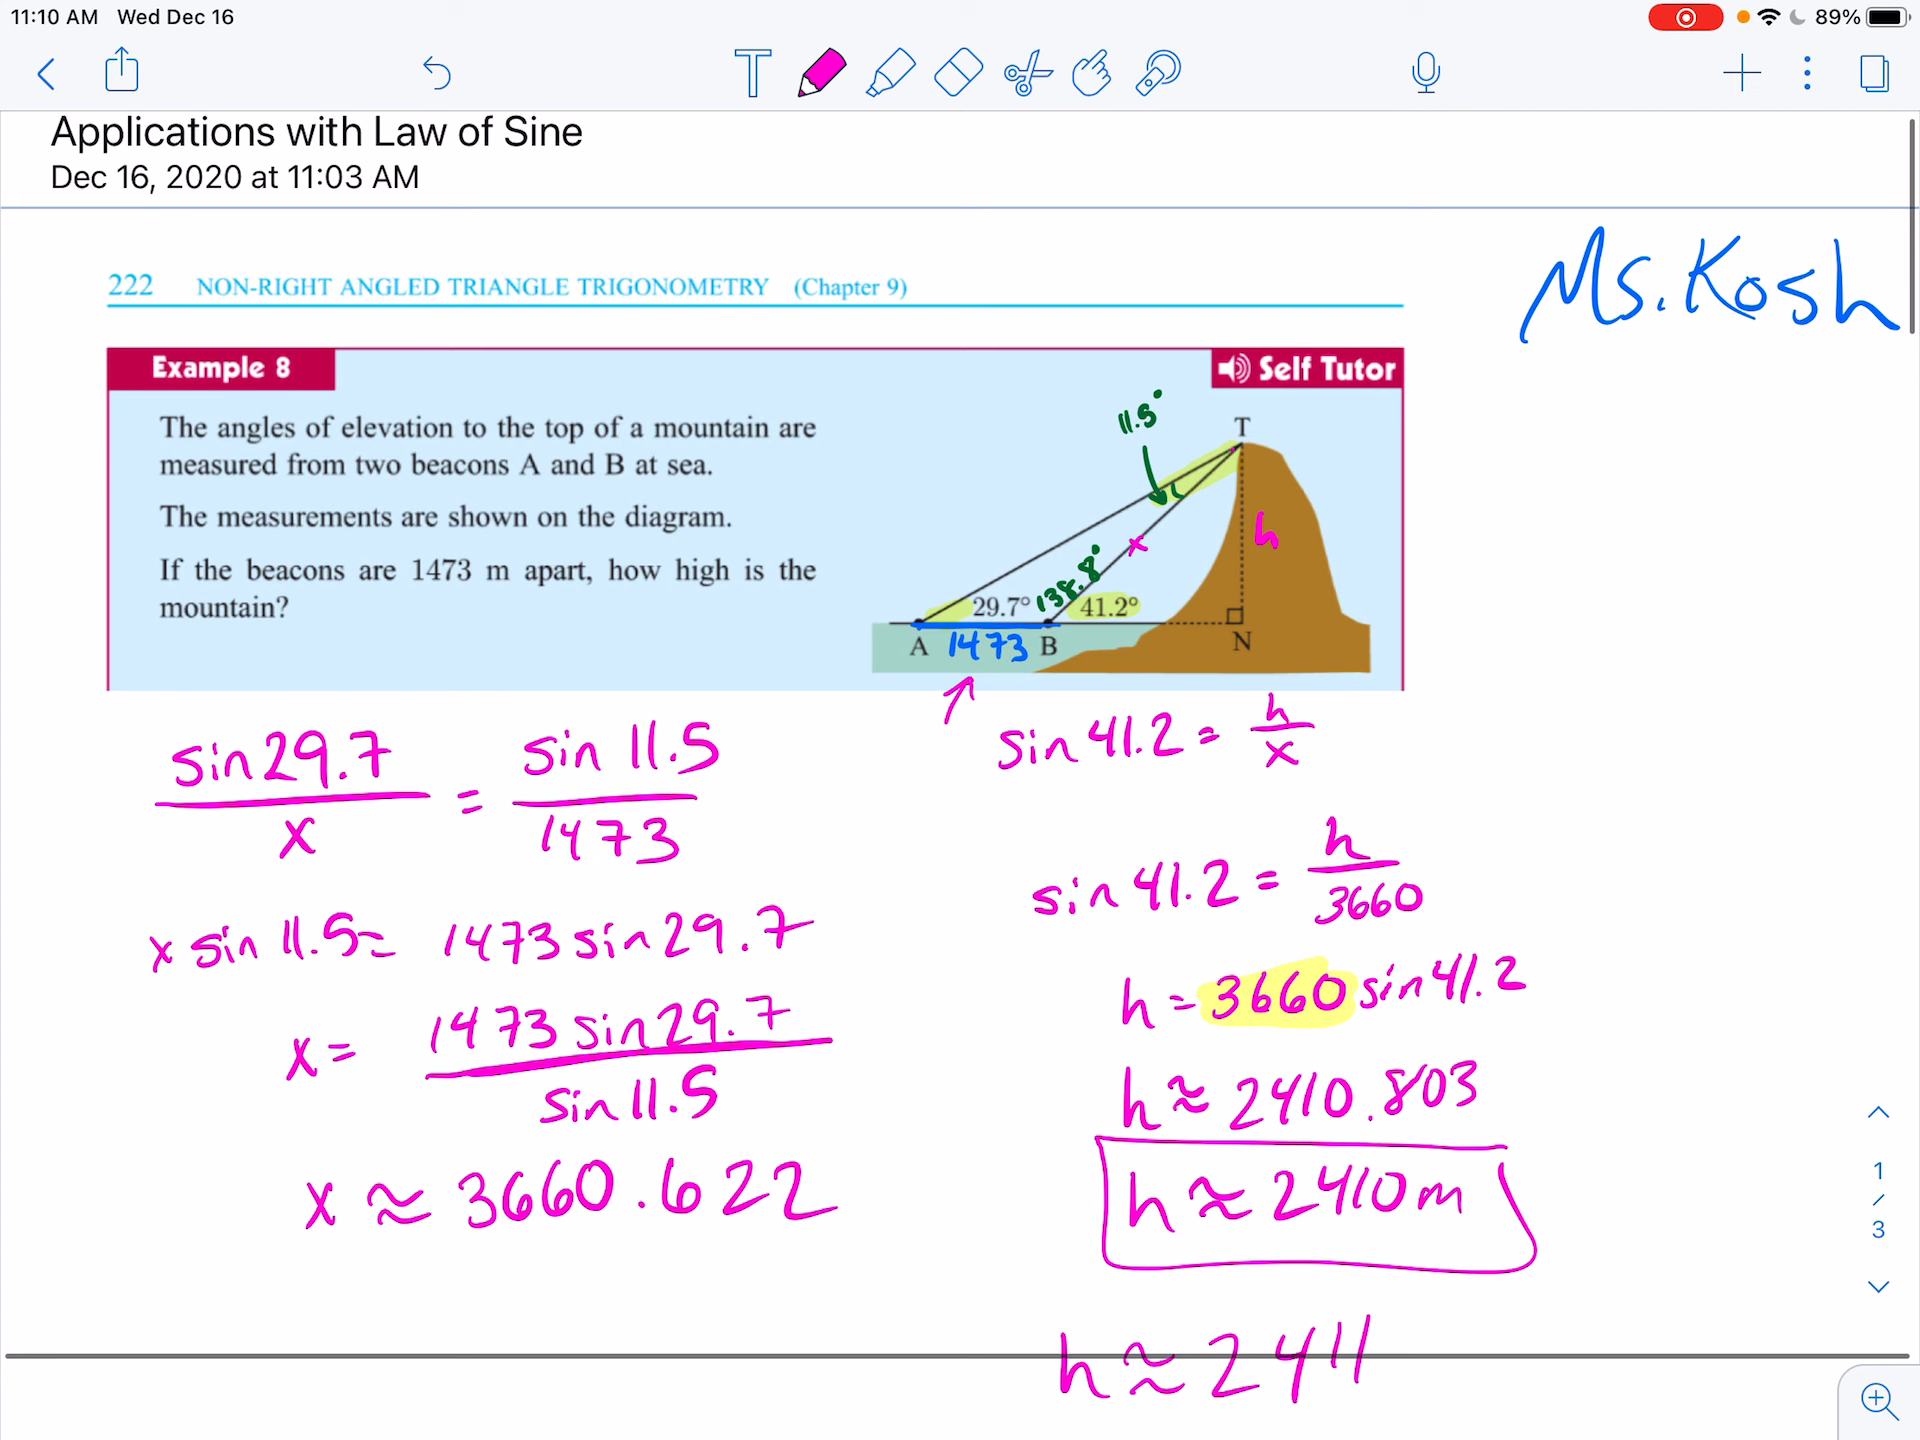 11:10 AM Wed Dec 16
89%
T
Applications with Law of Sine
Dec 16, 2020 at 11:03 AM
Ms. Kosh
222 NON-RIGHT ANGLED TRIANGLE TRIGONOMETRY (Chapter 9)
Example 8
Self Tutor
The angles of elevation to the top of a mountain are
measured from two beacons A and B at sea.
The measurements are shown on the diagram.
If the beacons are 1473 m apart, how high is the
mountain?
11.5°
T
h
x
138.8°
29.7°
41.2°
A 1473 B
N
sin 29.7 / x = sin 11.5 / 1473
x sin 11.5 = 1473 sin 29.7
x = 1473 sin 29.7 / sin 11.5
x ≈ 3660.622
sin 41.2 = h / x
sin 41.2 = h / 3660
h = 3660 sin 41.2
h ≈ 2410.803
h ≈ 2410 m
h ≈ 2411
1
/
3